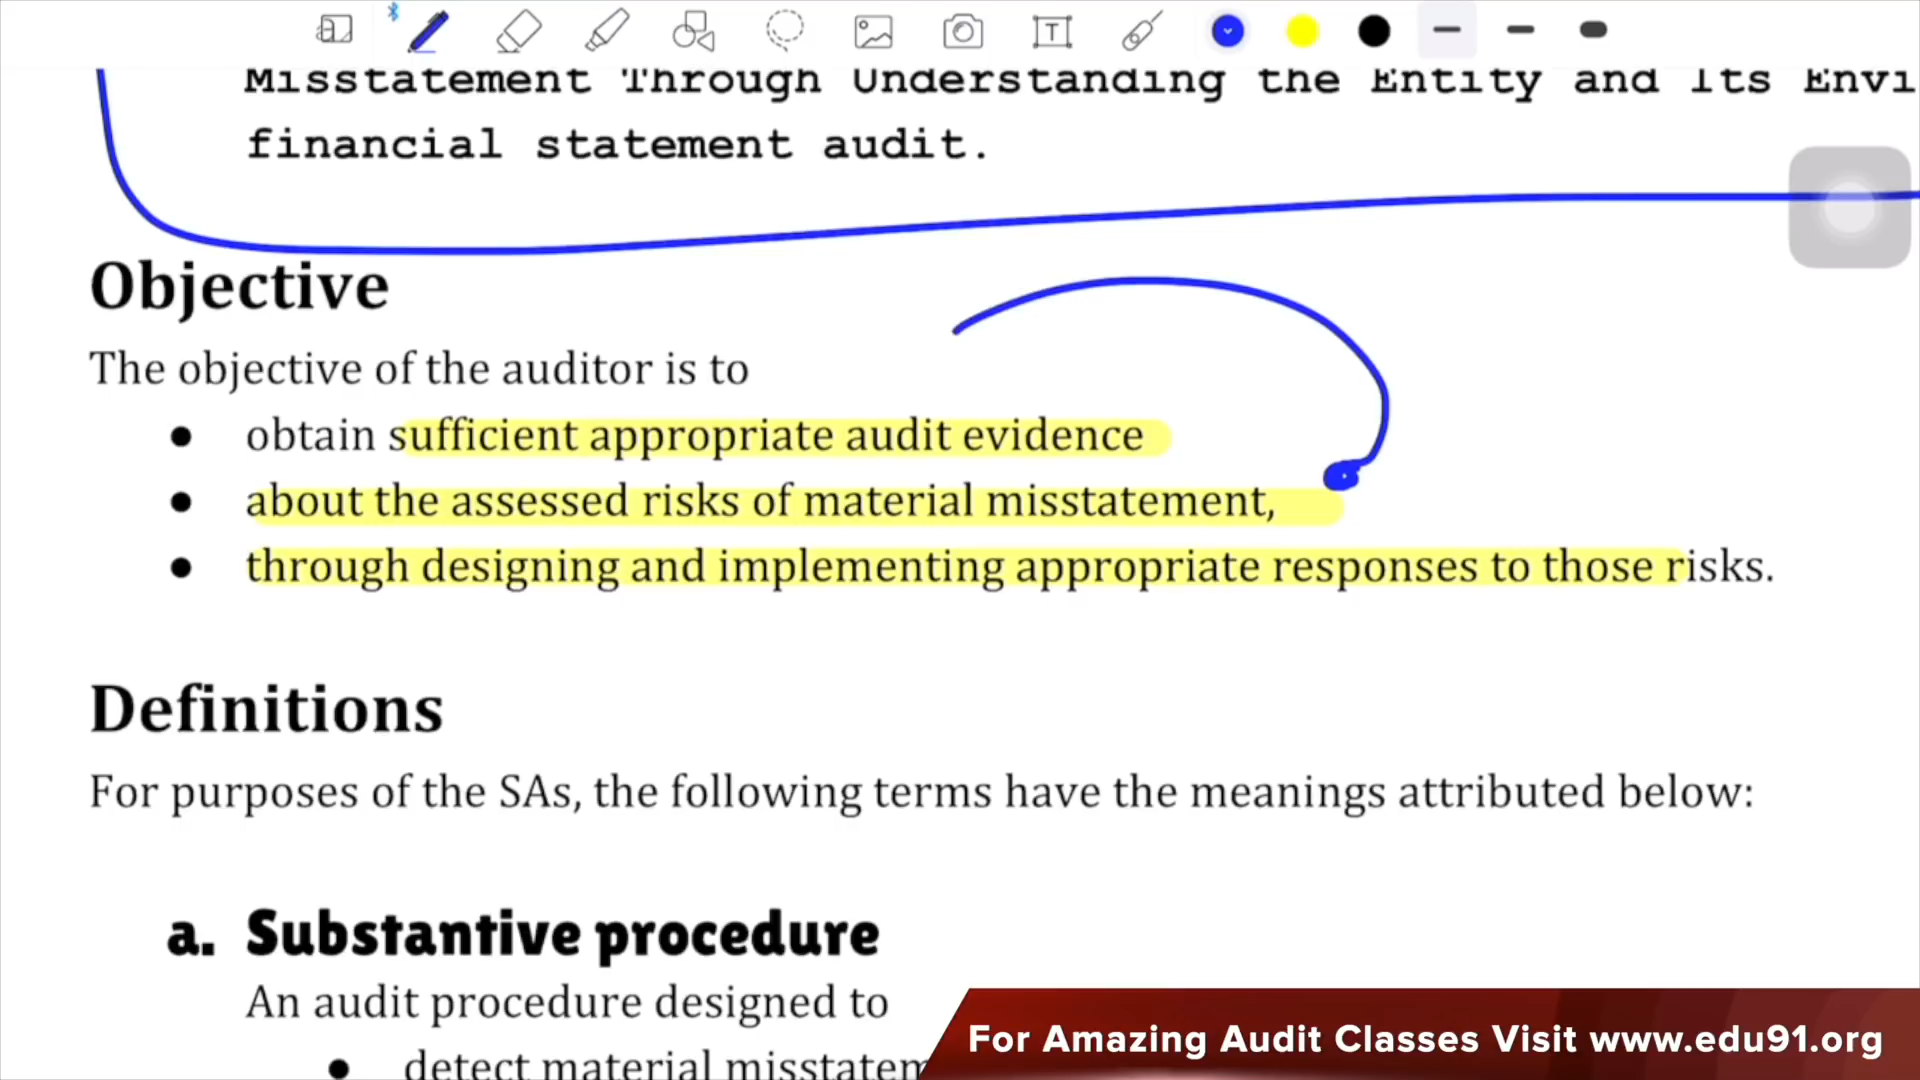 Misstatement Through Understanding the Entity and Its Envi
financial statement audit.
Objective
The objective of the auditor is to
● obtain sufficient appropriate audit evidence
● about the assessed risks of material misstatement,
● through designing and implementing appropriate responses to those risks.
Definitions
For purposes of the SAs, the following terms have the meanings attributed below:
a. Substantive procedure
An audit procedure designed to
● detect material misstatem
For Amazing Audit Classes Visit www.edu91.org